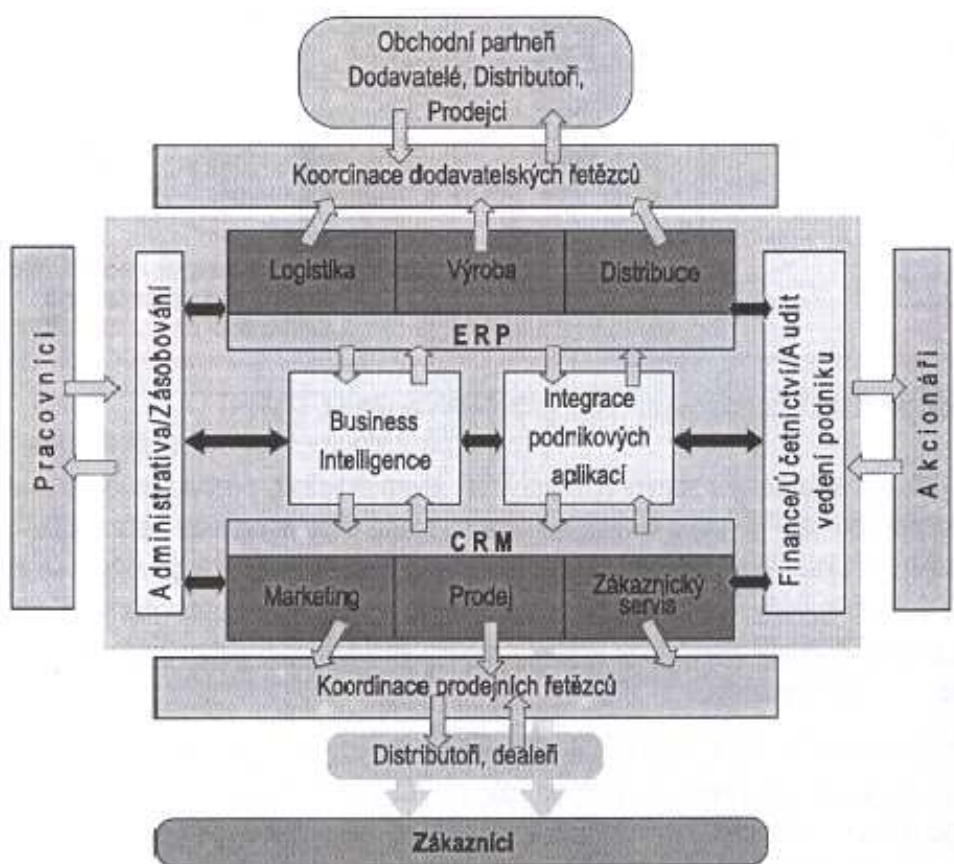 Obchodní partneři
Dodavatelé, Distributoři,
Prodejci
Koorcinace dodavatelských řetězců
Logistika
Výroba
Distribuce
ERP
Pracovníci
Administrativa/Zásobování
Business
Intelligence
Integrace
podnikových
aplikací
Finance/Účetnictví/Audit
vedení podniku
Akcionáři
CRM
Marketing
Prodej
Zákaznický
servis
Koordinace prodejních řetězců
Distributoři, dealeři
Zákazníci